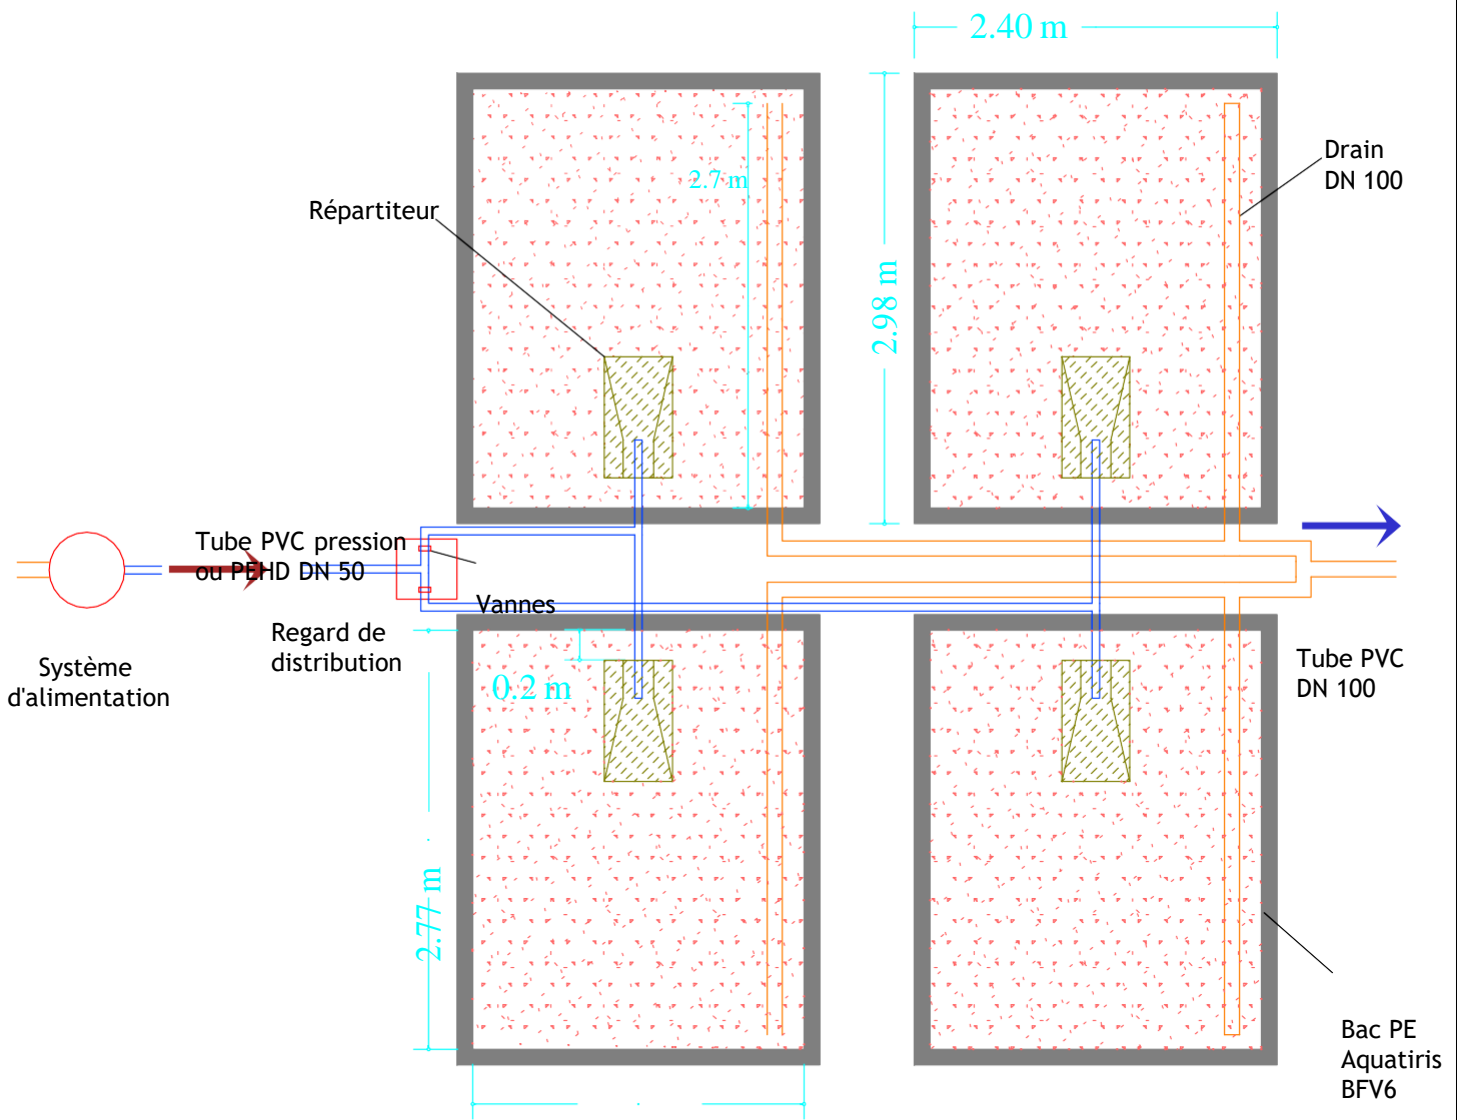 2.40 m
Drain
DN 100
2.7 m
Répartiteur
2.98 m
Tube PVC pression
ou PEHD DN 50
Vannes
Regard de
distribution
Système
d'alimentation
0.2 m
Tube PVC
DN 100
2.77 m
Bac PE
Aquatiris
BFV6